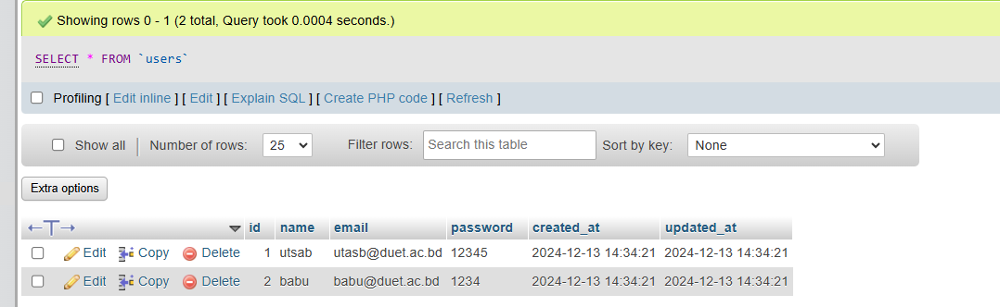 Showing rows 0 - 1 (2 total, Query took 0.0004 seconds.)
SELECT * FROM `users`
Profiling [ Edit inline ] [ Edit ] [ Explain SQL ] [ Create PHP code ] [ Refresh ]
Show all | Number of rows: 25 Filter rows: Search this table Sort by key: None
Extra options
←T→ id name email password created_at updated_at
Edit Copy Delete 1 utsab utasb@duet.ac.bd 12345 2024-12-13 14:34:21 2024-12-13 14:34:21
Edit Copy Delete 2 babu babu@duet.ac.bd 1234 2024-12-13 14:34:21 2024-12-13 14:34:21